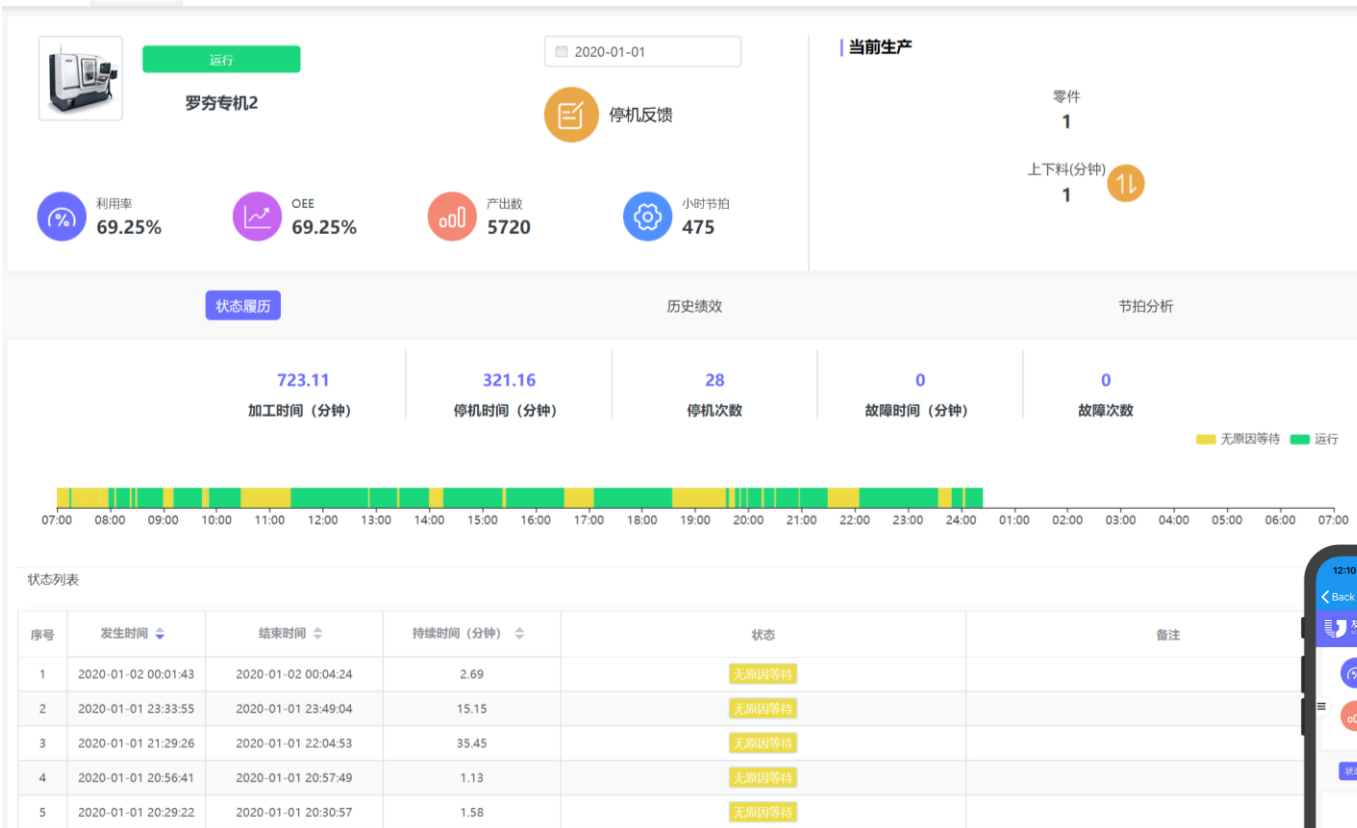 运行
罗夯专机2
2020-01-01
停机反馈
当前生产
零件
1
上下料(分钟)
1
利用率
69.25%
OEE
69.25%
产出数
5720
小时节拍
475
状态履历 历史绩效 节拍分析
723.11 321.16 28 0 0
加工时间（分钟） 停机时间（分钟） 停机次数 故障时间（分钟） 故障次数
无原因等待 运行
07:00 08:00 09:00 10:00 11:00 12:00 13:00 14:00 15:00 16:00 17:00 18:00 19:00 20:00 21:00 22:00 23:00 24:00 01:00 02:00 03:00 04:00 05:00 06:00 07:00
状态列表
序号 发生时间 结束时间 持续时间（分钟） 状态 备注
1 2020-01-02 00:01:43 2020-01-02 00:04:24 2.69 无原因等待
2 2020-01-01 23:33:55 2020-01-01 23:49:04 15.15 无原因等待
3 2020-01-01 21:29:26 2020-01-01 22:04:53 35.45 无原因等待
4 2020-01-01 20:56:41 2020-01-01 20:57:49 1.13 无原因等待
5 2020-01-01 20:29:22 2020-01-01 20:30:57 1.58 无原因等待
12:10
Back